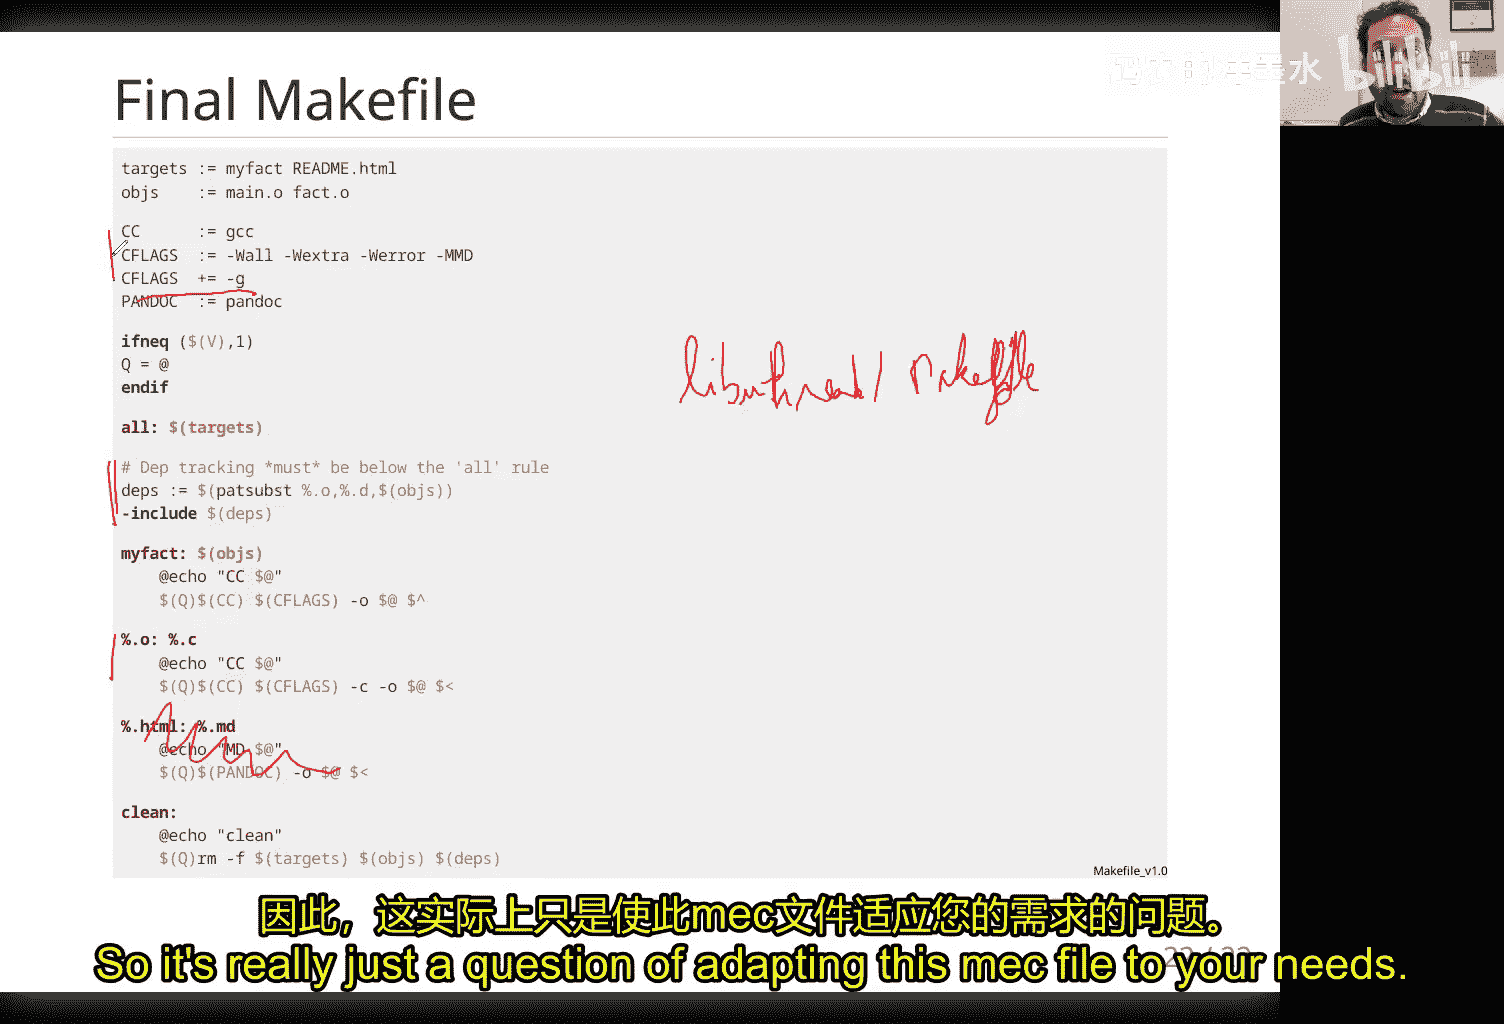 Final Makefile
targets := myfact README.html
objs    := main.o fact.o
CC      := gcc
CFLAGS  := -Wall -Wextra -Werror -MMD
CFLAGS  += -g
PANDOC  := pandoc
ifneq ($(V),1)
Q = @
endif
all: $(targets)
# Dep tracking *must* be below the 'all' rule
deps := $(patsubst %.o,%.d,$(objs))
-include $(deps)
myfact: $(objs)
    @echo "CC $@"
    $(Q)$(CC) $(CFLAGS) -o $@ $^
%.o: %.c
    @echo "CC $@"
    $(Q)$(CC) $(CFLAGS) -c -o $@ $<
%.html: %.md
    @echo "MD $@"
    $(Q)$(PANDOC) -o $@ $<
clean:
    @echo "clean"
    $(Q)rm -f $(targets) $(objs) $(deps)
Makefile_v1.0
libuthread/ Makefile
bilibili
因此，这实际上只是使此mec文件适应您的需求的问题。
So it's really just a question of adapting this mec file to your needs.